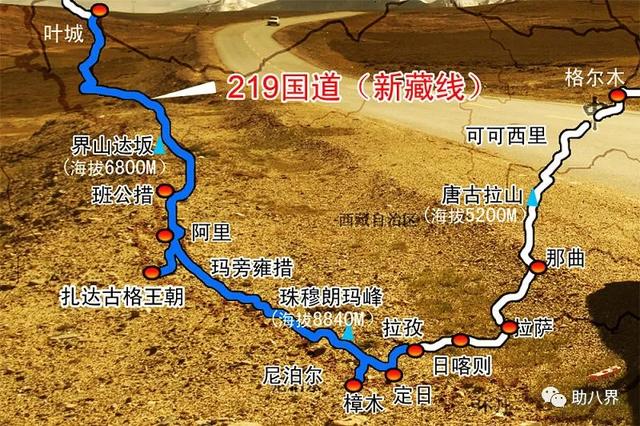 叶城
219国道（新藏线）
格尔木
可可西里
界山达坂
(海拔6800M)
班公措
唐古拉山
(海拔5200M)
西藏自治区
阿里
那曲
玛旁雍措
扎达古格王朝
珠穆朗玛峰
(海拔8840M)
拉孜
拉萨
日喀则
尼泊尔
樟木
定日
助八界